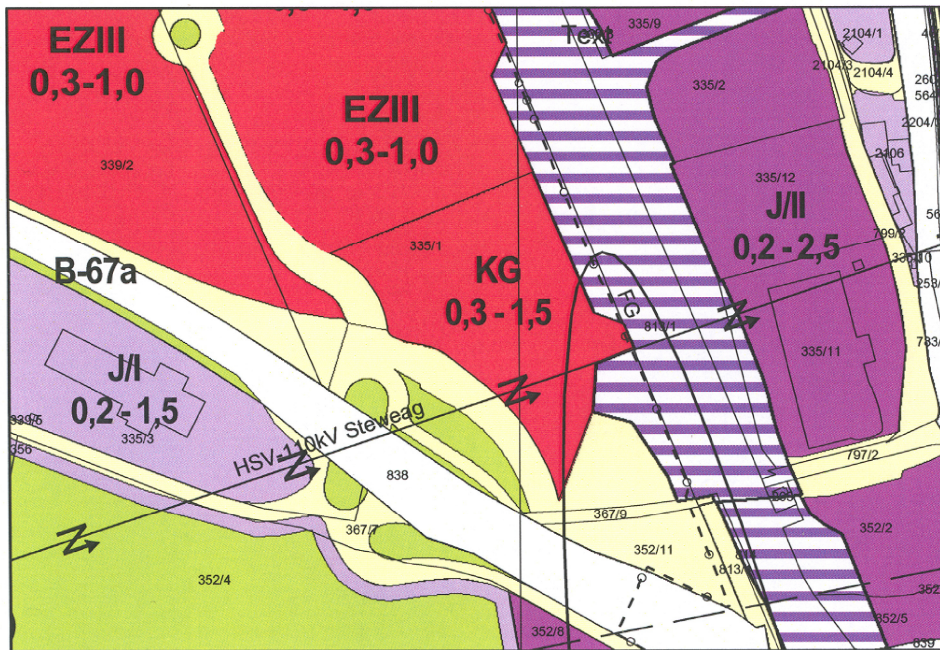 EZIII
0,3-1,0
339/2
EZIII
0,3-1,0
Text
335/9
335/2
2104/1
2104/3
2104/4
2106
335/12
J/II
0,2 - 2,5
799/2
335/1
KG
0,3 - 1,5
FG
813/1
335/11
B-67a
J/I
0,2 - 1,5
335/3
356
HSV-110kV Steweag
838
797/2
367/7
367/9
352/11
352/2
352/4
352/8
352/5
839